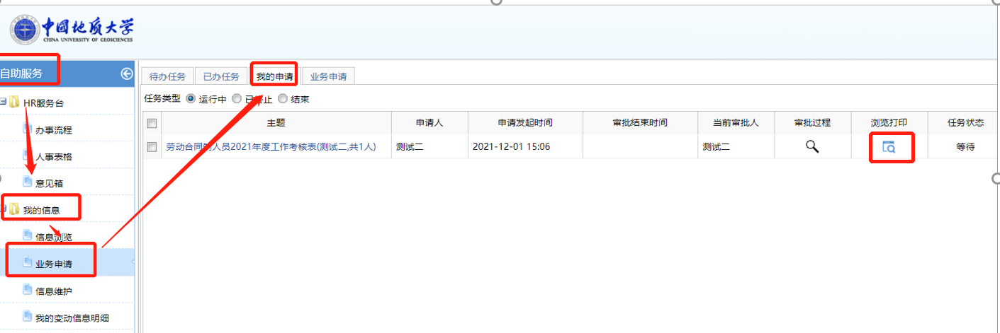 中国地质大学
CHINA UNIVERSITY OF GEOSCIENCES
自助服务
HR服务台
办事流程
人事表格
意见箱
我的信息
信息浏览
业务申请
信息维护
我的变动信息明细
待办任务 已办任务 我的申请 业务申请
任务类型 运行中 已终止 结束
主题 申请人 申请发起时间 审批结束时间 当前审批人 审批过程 浏览打印 任务状态
劳动合同制人员2021年度工作考核表(测试二,共1人) 测试二 2021-12-01 15:06 测试二 等待